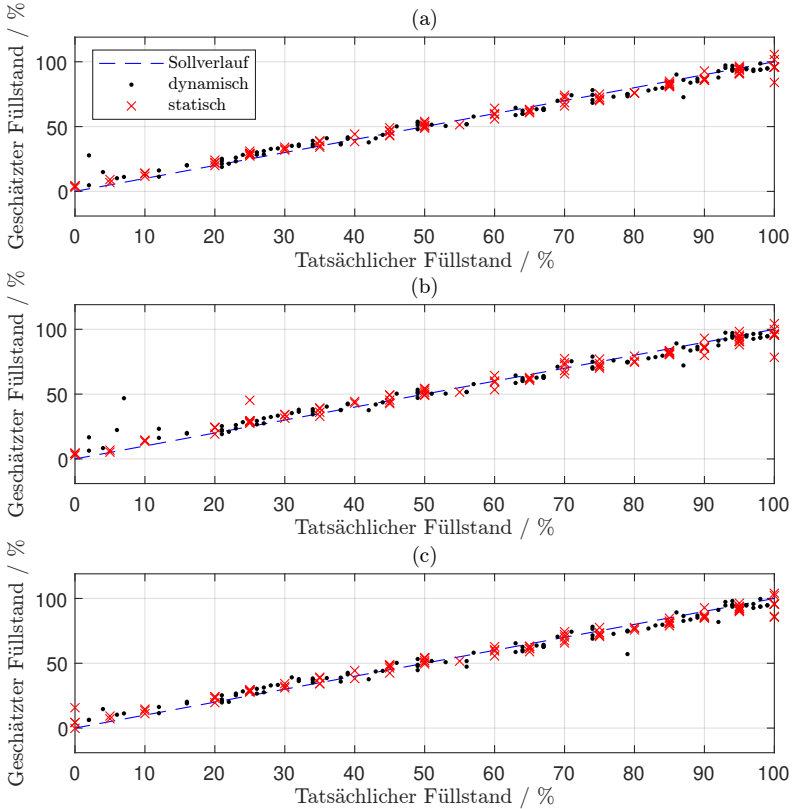 (a)
Geschätzter Füllstand / %
100
50
0
Sollverlauf
dynamisch
statisch
0 10 20 30 40 50 60 70 80 90 100
Tatsächlicher Füllstand / %
(b)
Geschätzter Füllstand / %
100
50
0
0 10 20 30 40 50 60 70 80 90 100
Tatsächlicher Füllstand / %
(c)
Geschätzter Füllstand / %
100
50
0
0 10 20 30 40 50 60 70 80 90 100
Tatsächlicher Füllstand / %